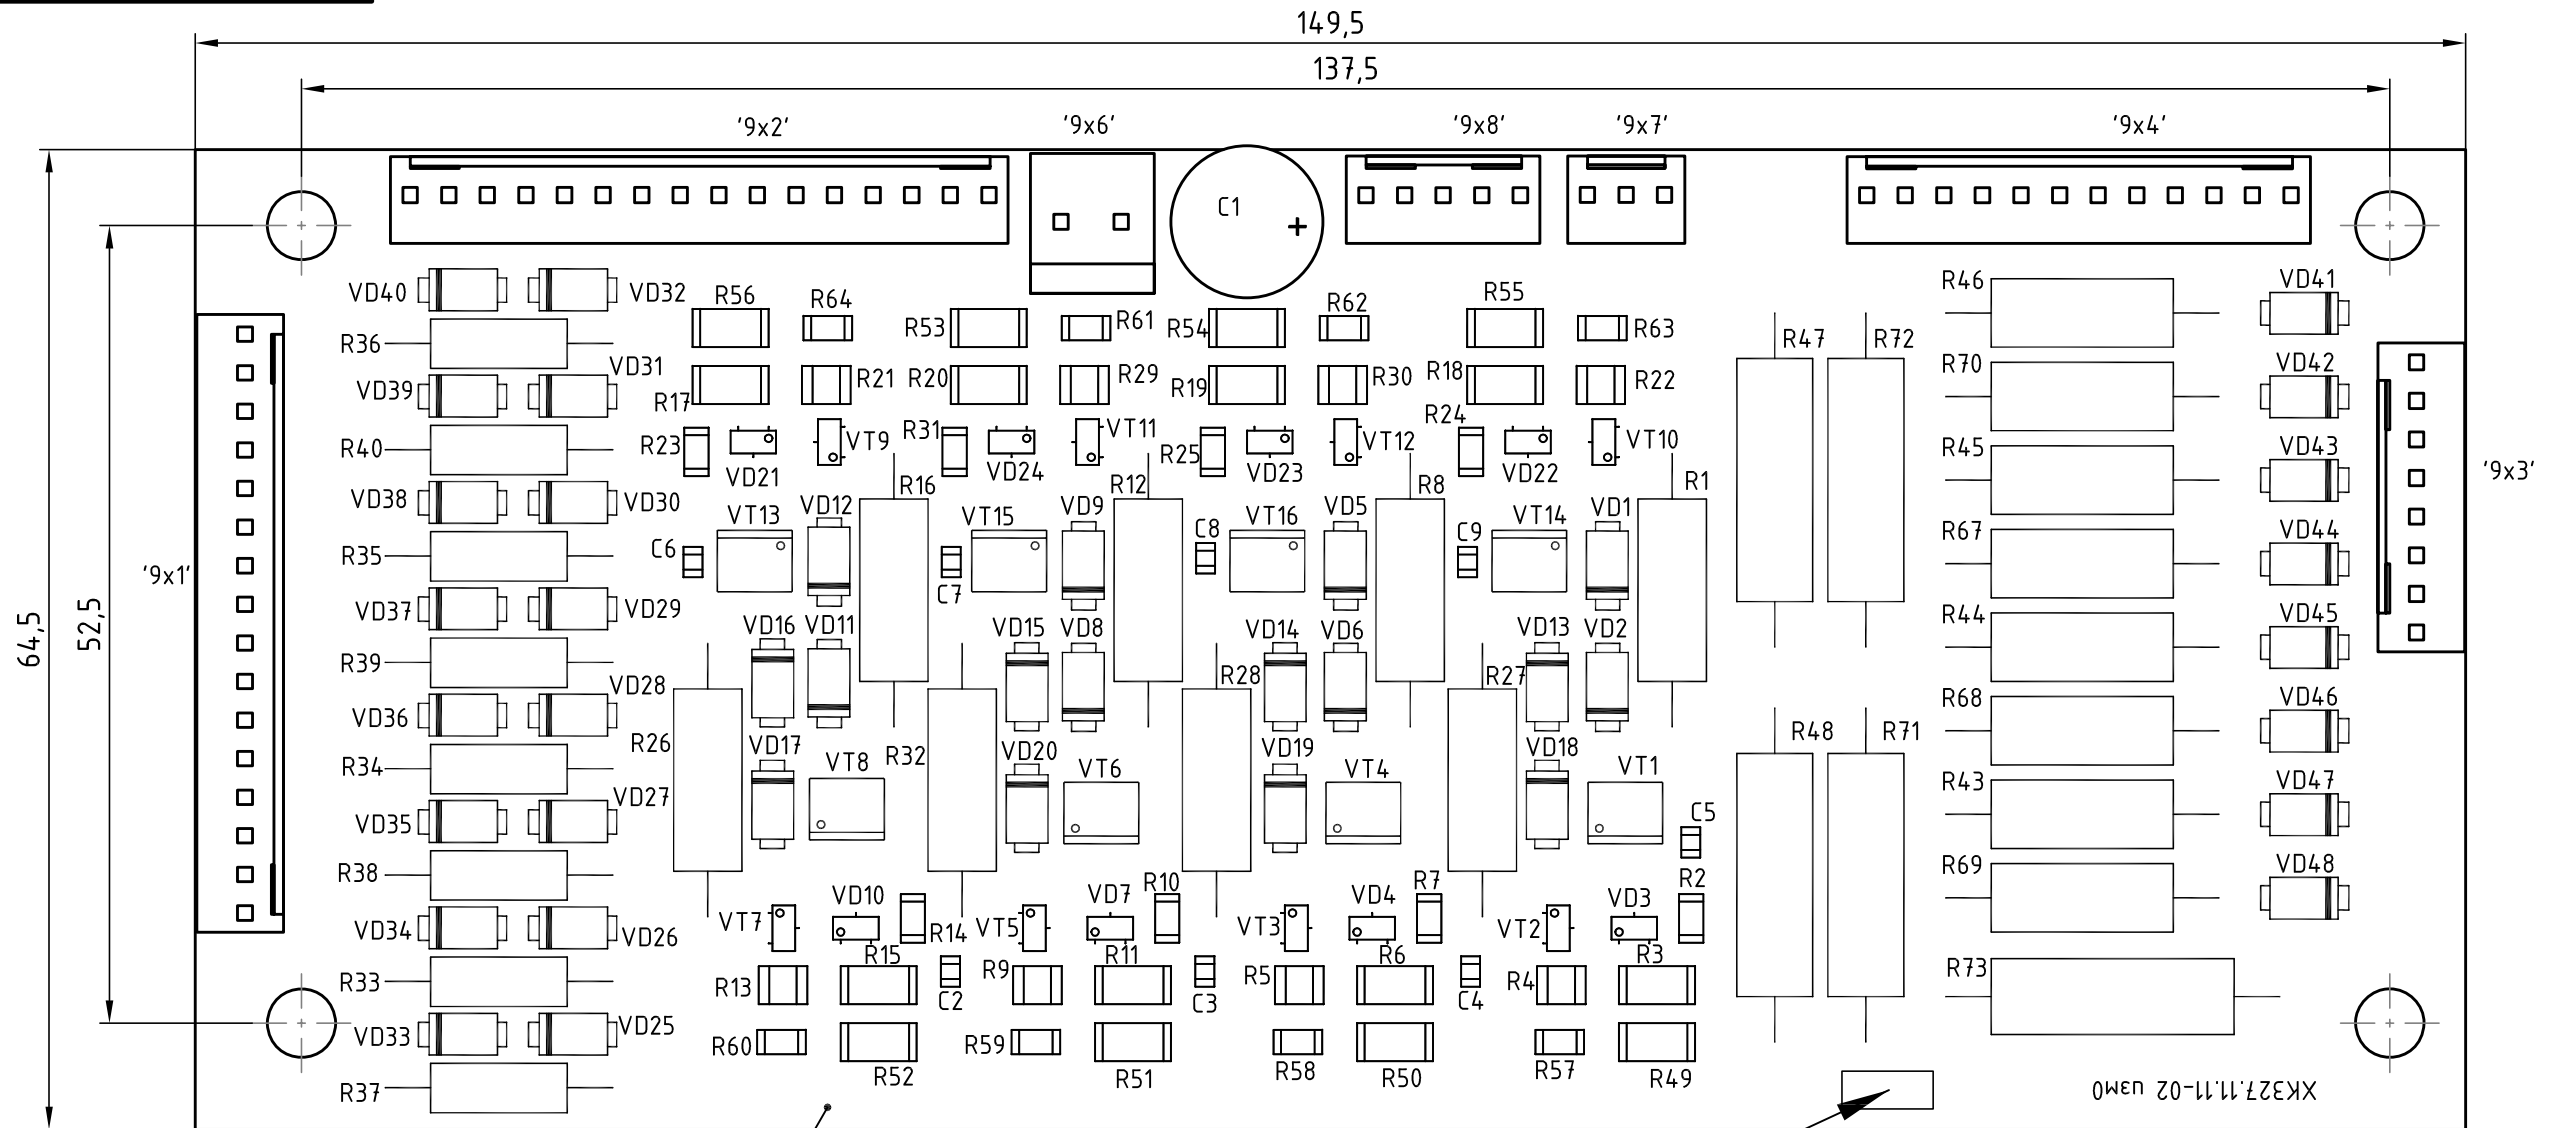 149,5
137,5
'9x2' '9x6' '9x8' '9x7' '9x4'
C1 +
VD40 VD32 R56 R64 R53 R61 R54 R62 R55 R63 R46 VD41
R36 VD31 R47 R72
VD39 R17 R21 R20 R29 R19 R30 R18 R22 R70 VD42
R40 R23 VD21 VT9 R31 VD24 VT11 R25 VD23 VT12 R24 VD22 VT10 R45 VD43
'9x3'
VD38 VD30 VT13 VD12 R16 VT15 VD9 R12 VT16 VD5 R8 VT14 VD1 R1
'9x1' R35 C6 C7 C8 C9 R67 VD44
VD37 VD29 VD16 VD11 VD15 VD8 VD14 VD6 VD13 VD2 R44 VD45
64,5
52,5
R39 VD28 R28 R27
VD36 R26 VD17 R32 VD20 VD19 VD18 R48 R71 R68 VD46
R34 VD27 VT8 VT6 VT4 VT1 R43 VD47
VD35 C5
R38 VD10 VD7 R10 VD4 R7 VD3 R2 R69 VD48
VD34 VD26 VT7 R14 VT5 VT3 VT2
R33 R13 R15 C2 R9 R11 C3 R5 R6 C4 R4 R3 R73
VD33 VD25 R60 R52 R59 R51 R58 R50 R57 R49
R37
ХК327.11.11-02 изм0